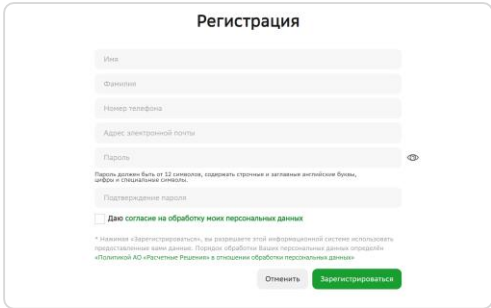 Регистрация
Имя
Фамилия
Номер телефона
Адрес электронной почты
Пароль
Пароль должен быть от 12 символов, содержать строчные и заглавные английские буквы,
цифры и специальные символы.
Подтверждение пароля
Даю согласие на обработку моих персональных данных
* Нажимая «Зарегистрироваться», вы разрешаете этой информационной системе использовать
предоставленные вами данные. Порядок обработки Ваших персональных данных определён
«Политикой АО «Расчетные Решения» в отношении обработки персональных данных»
Отменить Зарегистрироваться